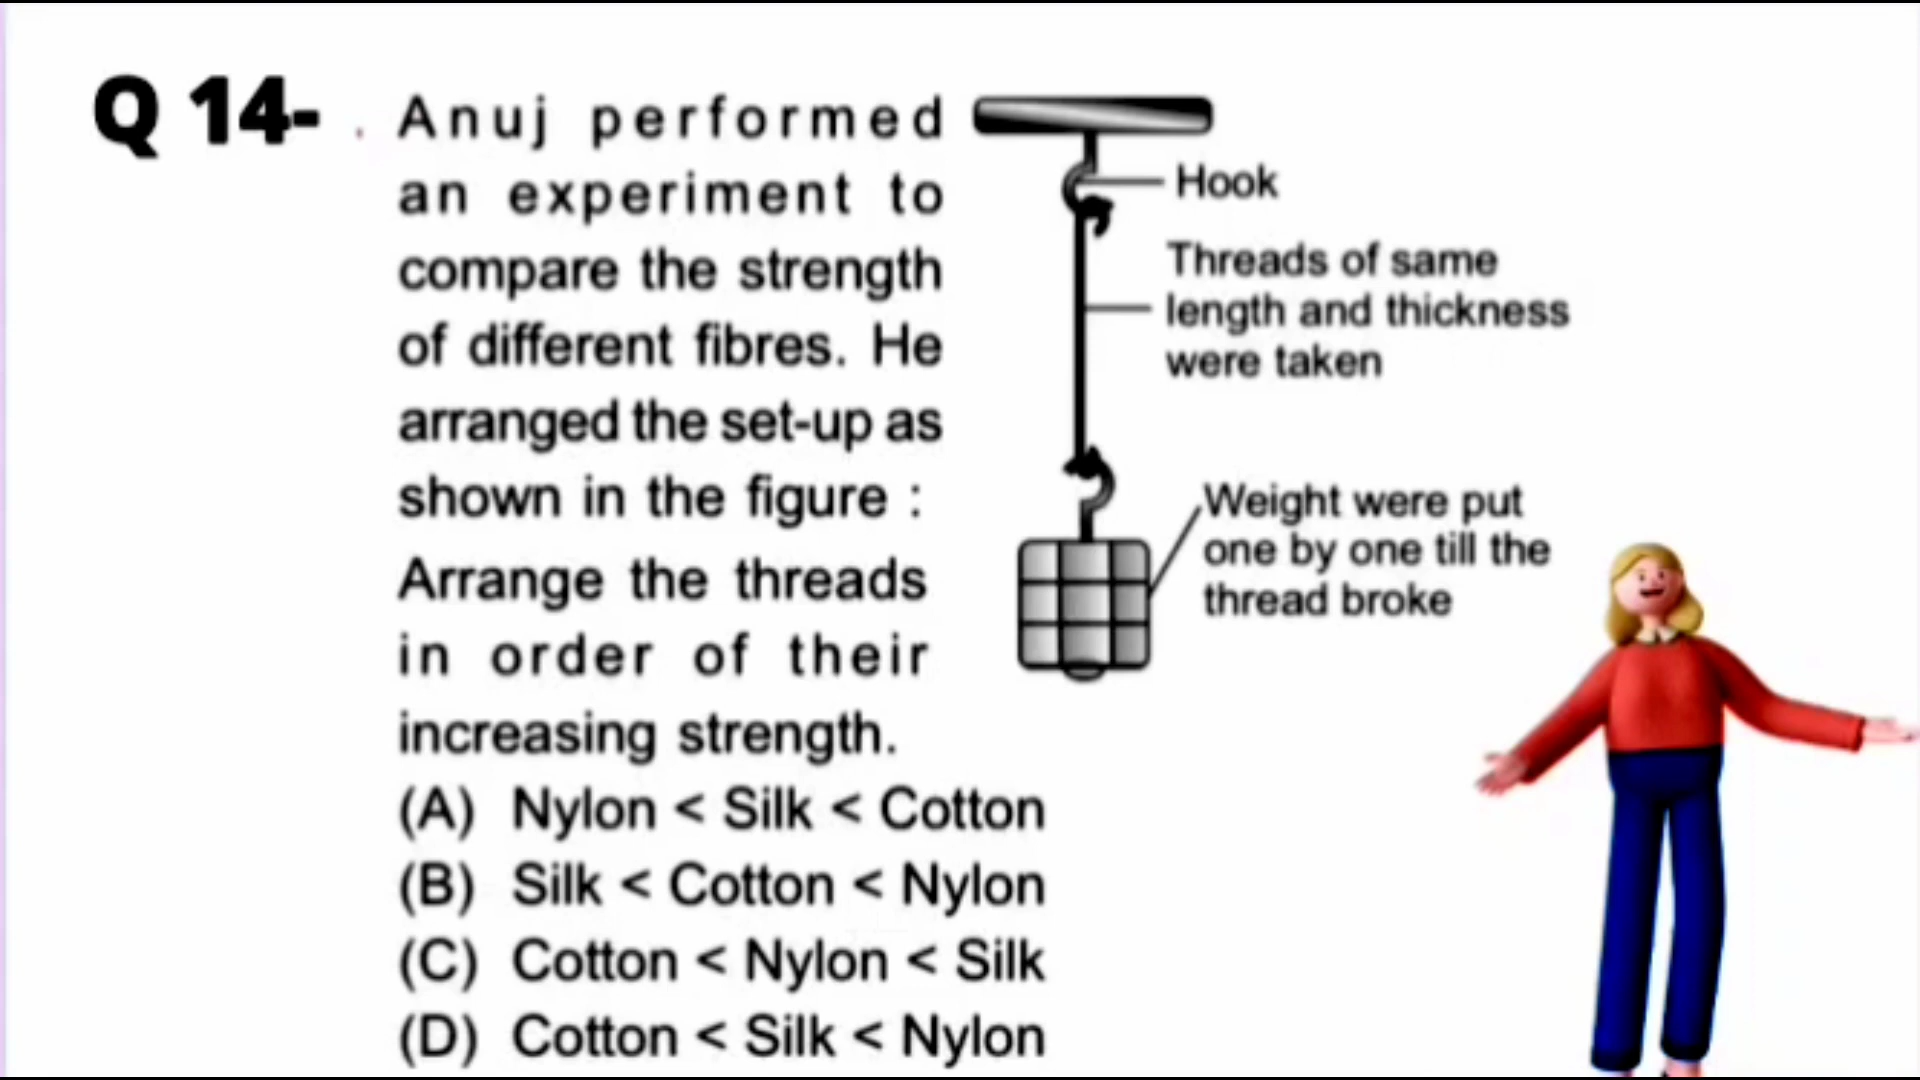 Q 14-
Anuj performed
an experiment to
compare the strength
of different fibres. He
arranged the set-up as
shown in the figure :
Arrange the threads
in order of their
increasing strength.
(A) Nylon < Silk < Cotton
(B) Silk < Cotton < Nylon
(C) Cotton < Nylon < Silk
(D) Cotton < Silk < Nylon
Hook
Threads of same
length and thickness
were taken
Weight were put
one by one till the
thread broke